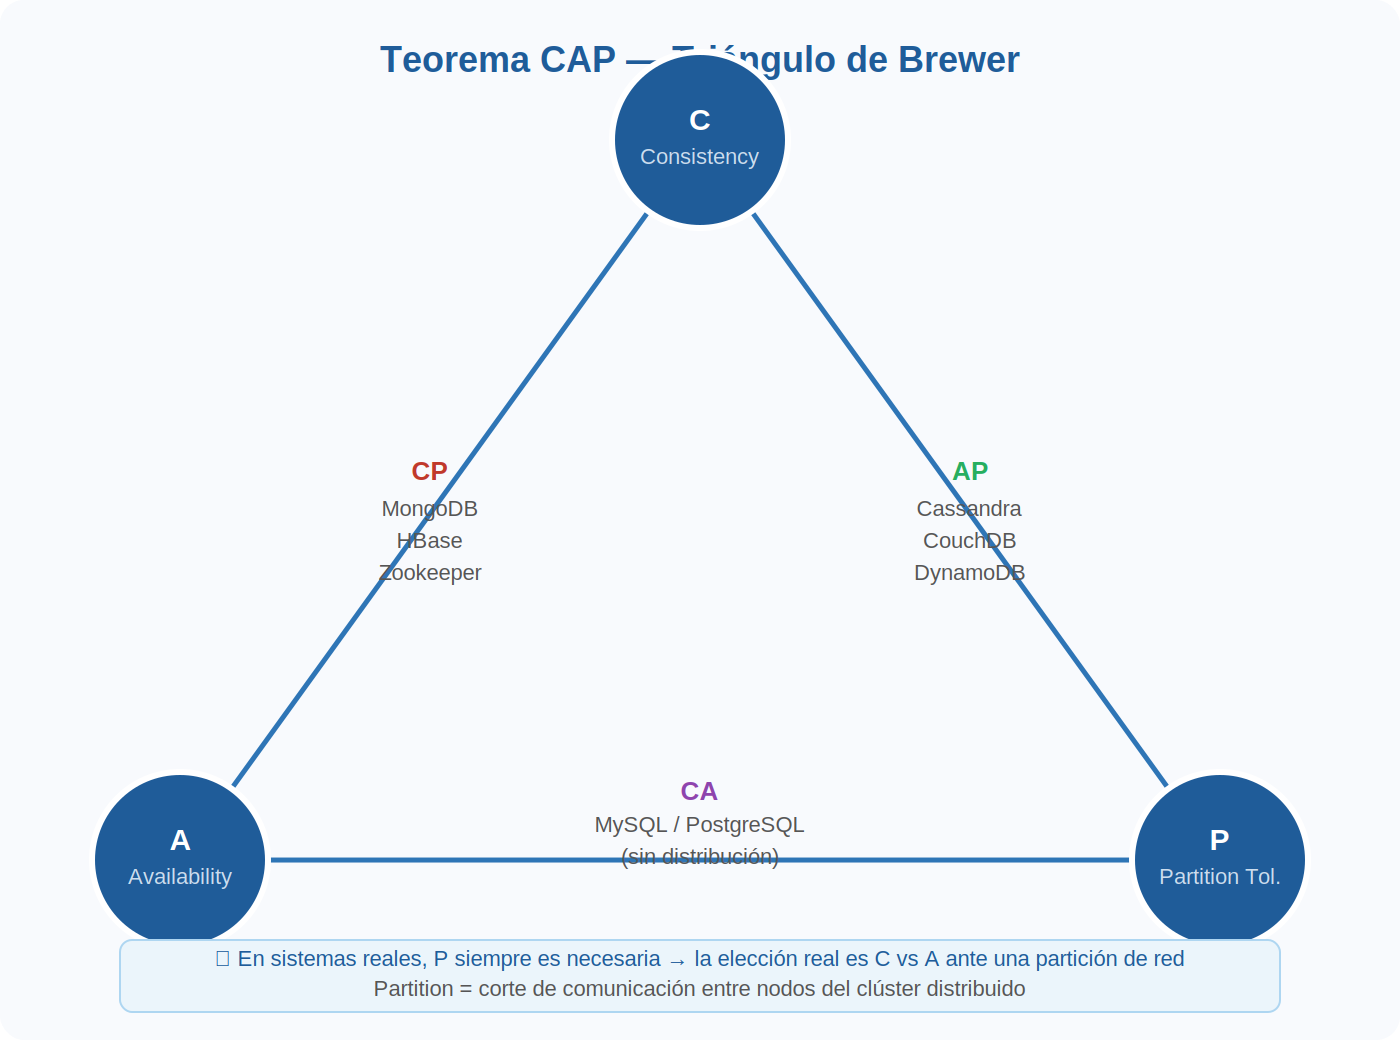 Teorema CAP — Triángulo de Brewer
C
Consistency
CP
MongoDB
HBase
Zookeeper
AP
Cassandra
CouchDB
DynamoDB
CA
MySQL / PostgreSQL
(sin distribución)
A
Availability
P
Partition Tol.
En sistemas reales, P siempre es necesaria → la elección real es C vs A ante una partición de red
Partition = corte de comunicación entre nodos del clúster distribuido